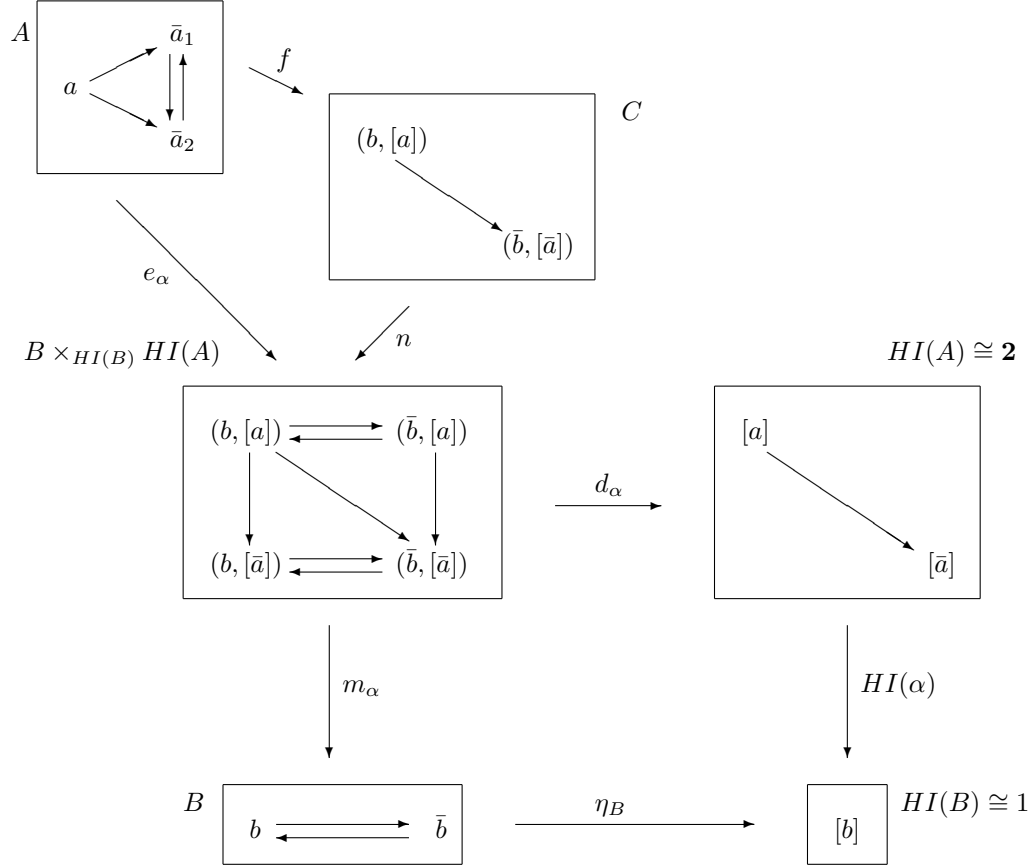 A
ā₁
a
ā₂
f
C
(b, [a])
(b̄, [ā])
e_α
n
B ×_{HI(B)} HI(A)
HI(A) ≅ 𝟐
(b, [a])
(b̄, [a])
(b, [ā])
(b̄, [ā])
d_α
[a]
[ā]
m_α
HI(α)
B
b
b̄
η_B
[b]
HI(B) ≅ 1